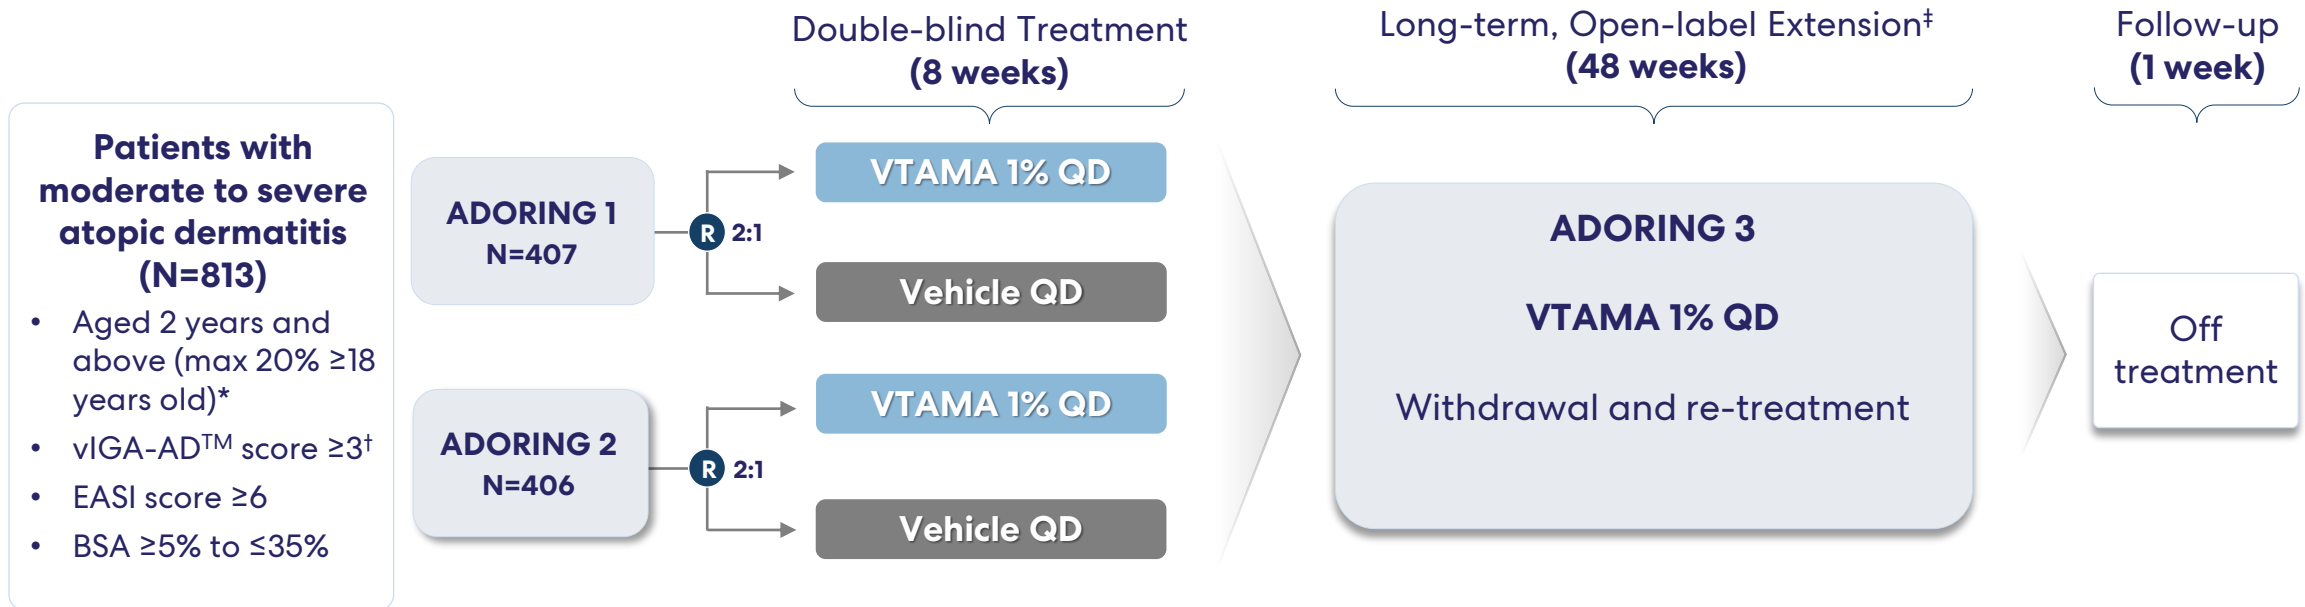 Double-blind Treatment
(8 weeks)
Long-term, Open-label Extension‡
(48 weeks)
Follow-up
(1 week)
Patients with
moderate to severe
atopic dermatitis
(N=813)
• Aged 2 years and
above (max 20% ≥18
years old)*
• vIGA-AD™ score ≥3†
• EASI score ≥6
• BSA ≥5% to ≤35%
ADORING 1
N=407
R 2:1
VTAMA 1% QD
Vehicle QD
ADORING 2
N=406
R 2:1
VTAMA 1% QD
Vehicle QD
ADORING 3
VTAMA 1% QD
Withdrawal and re-treatment
Off
treatment